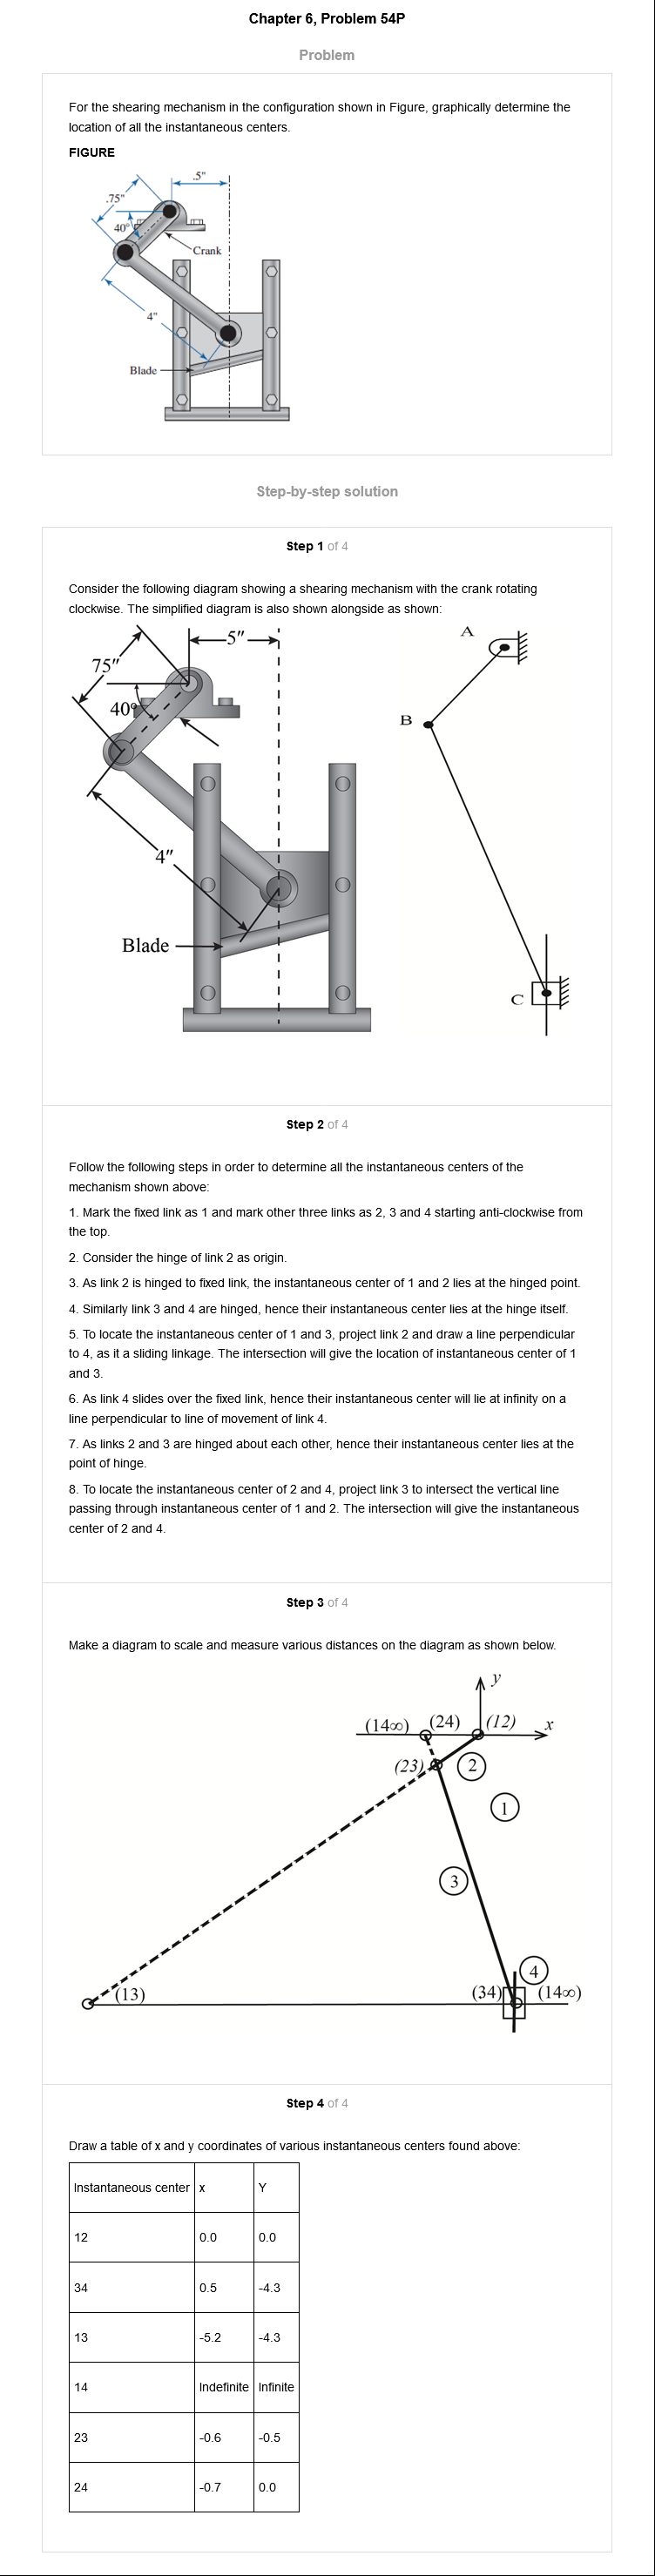 Chapter 6, Problem 54P
Problem
For the shearing mechanism in the configuration shown in Figure, graphically determine the
location of all the instantaneous centers.
FIGURE
.5"
.75"
40°
Crank
4"
Blade
Step-by-step solution
Step 1 of 4
Consider the following diagram showing a shearing mechanism with the crank rotating
clockwise. The simplified diagram is also shown alongside as shown:
5″
75″
40°
4″
Blade
A
B
C
Step 2 of 4
Follow the following steps in order to determine all the instantaneous centers of the
mechanism shown above:
1. Mark the fixed link as 1 and mark other three links as 2, 3 and 4 starting anti-clockwise from
the top.
2. Consider the hinge of link 2 as origin.
3. As link 2 is hinged to fixed link, the instantaneous center of 1 and 2 lies at the hinged point.
4. Similarly link 3 and 4 are hinged, hence their instantaneous center lies at the hinge itself.
5. To locate the instantaneous center of 1 and 3, project link 2 and draw a line perpendicular
to 4, as it a sliding linkage. The intersection will give the location of instantaneous center of 1
and 3.
6. As link 4 slides over the fixed link, hence their instantaneous center will lie at infinity on a
line perpendicular to line of movement of link 4.
7. As links 2 and 3 are hinged about each other, hence their instantaneous center lies at the
point of hinge.
8. To locate the instantaneous center of 2 and 4, project link 3 to intersect the vertical line
passing through instantaneous center of 1 and 2. The intersection will give the instantaneous
center of 2 and 4.
Step 3 of 4
Make a diagram to scale and measure various distances on the diagram as shown below.
y
(14∞) (24) (12) x
(23) 2
1
3
4
(13) (34) (14∞)
Step 4 of 4
Draw a table of x and y coordinates of various instantaneous centers found above:
Instantaneous center x Y
12 0.0 0.0
34 0.5 -4.3
13 -5.2 -4.3
14 Indefinite Infinite
23 -0.6 -0.5
24 -0.7 0.0